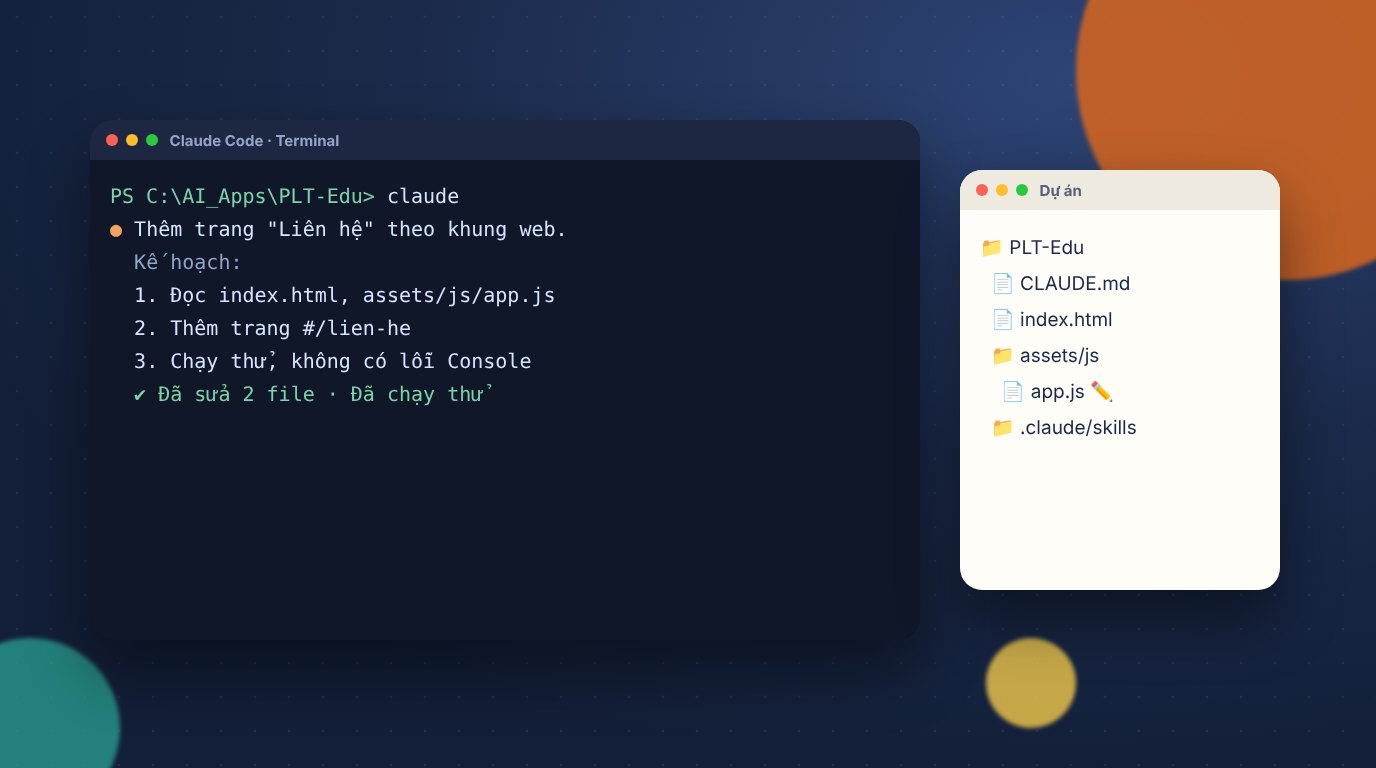 Claude Code · Terminal
PS C:\AI_Apps\PLT-Edu> claude
● Thêm trang "Liên hệ" theo khung web.
Kế hoạch:
1. Đọc index.html, assets/js/app.js
2. Thêm trang #/lien-he
3. Chạy thử, không có lỗi Console
✔ Đã sửa 2 file · Đã chạy thử
Dự án
📁 PLT-Edu
📄 CLAUDE.md
📄 index.html
📁 assets/js
📄 app.js ✏️
📁 .claude/skills